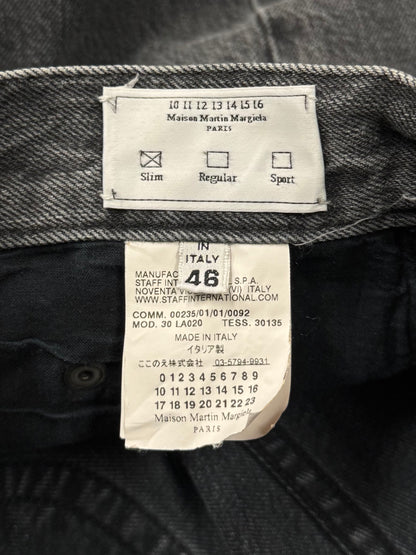 10 11 12 13 14 15 16
Maison Martin Margiela
PARIS
Slim Regular Sport
IN
ITALY
46
MANUFAC
STAFF INT L S.P.A.
NOVENTA VI (VI) ITALY
WWW.STAFFINTERNATIONAL.COM
COMM. 00235/01/01/0092
MOD. 30 LA020 TESS. 30135
MADE IN ITALY
イタリア製
ここのえ株式会社 03-5794-9931
0 1 2 3 4 5 6 7 8 9
10 11 12 13 14 15 16
17 18 19 20 21 22 23
Maison Martin Margiela
PARIS